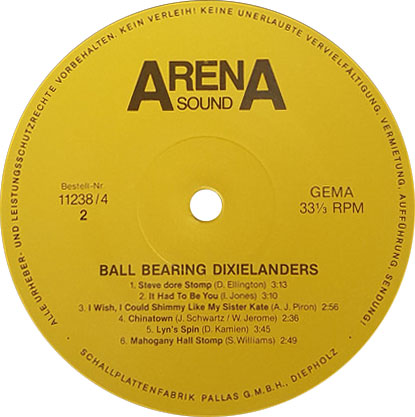 ALLE URHEBER- UND LEISTUNGSSCHUTZRECHTE VORBEHALTEN. KEIN VERLEIH! KEINE UNERLAUBTE VERVIELFÄLTIGUNG, VERMIETUNG, AUFFÜHRUNG, SENDUNG!
ARENA
SOUND
Bestell-Nr.
11238/4
2
GEMA
33⅓ RPM
BALL BEARING DIXIELANDERS
1. Steve dore Stomp (D. Ellington) 3:13
2. It Had To Be You (I. Jones) 3:10
3. I Wish, I Could Shimmy Like My Sister Kate (A. J. Piron) 2:56
4. Chinatown (J. Schwartz / W. Jerome) 2:36
5. Lyn's Spin (D. Kamien) 3:45
6. Mahogany Hall Stomp (S. Williams) 2:49
SCHALLPLATTENFABRIK PALLAS G.M.B.H., DIEPHOLZ